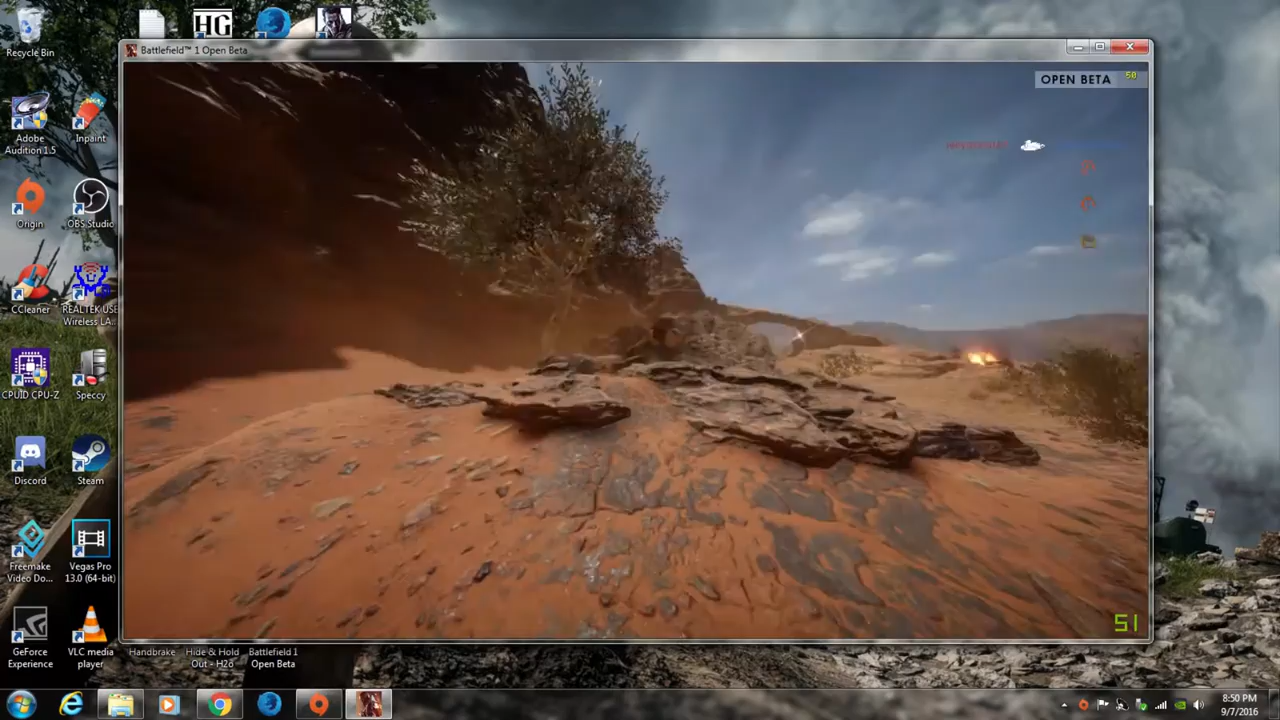 HG
Recycle Bin
Battlefield™ 1 Open Beta
OPEN BETA
50
Adobe
Audition 1.5
Inpaint
Origin
OBS Studio
CCleaner
REALTEK USB
Wireless LA...
CPUID CPU-Z
Speccy
Discord
Steam
Freemake
Video Do...
Vegas Pro
13.0 (64-bit)
51
GeForce
Experience
VLC media
player
Handbrake
Hide & Hold
Out - H2o
Battlefield 1
Open Beta
8:50 PM
9/7/2016